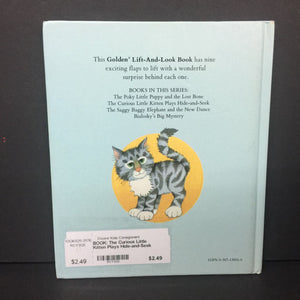 This Golden® Lift-And-Look Book has nine
exciting flaps to lift with a wonderful
surprise behind each one.
BOOKS IN THIS SERIES:
The Poky Little Puppy and the Lost Bone
The Curious Little Kitten Plays Hide-and-Seek
The Saggy Baggy Elephant and the New Dance
Bialosky's Big Mystery
Encore Kids Consignment
BOOK: The Curious Little
Kitten Plays Hide-and-Seek
$2.49
$2.49